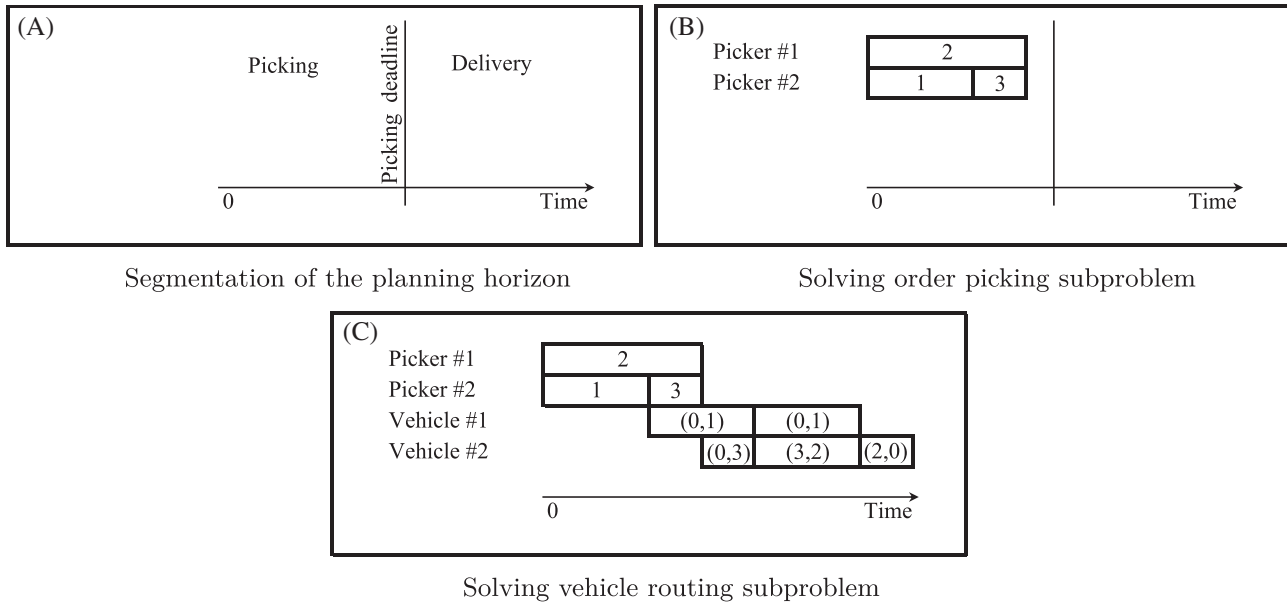 (A)
Picking
Picking deadline
Delivery
0
Time
Segmentation of the planning horizon
(B)
Picker #1
2
Picker #2
1 3
0
Time
Solving order picking subproblem
(C)
Picker #1
2
Picker #2
1 3
Vehicle #1
(0,1) (0,1)
Vehicle #2
(0,3) (3,2) (2,0)
0
Time
Solving vehicle routing subproblem